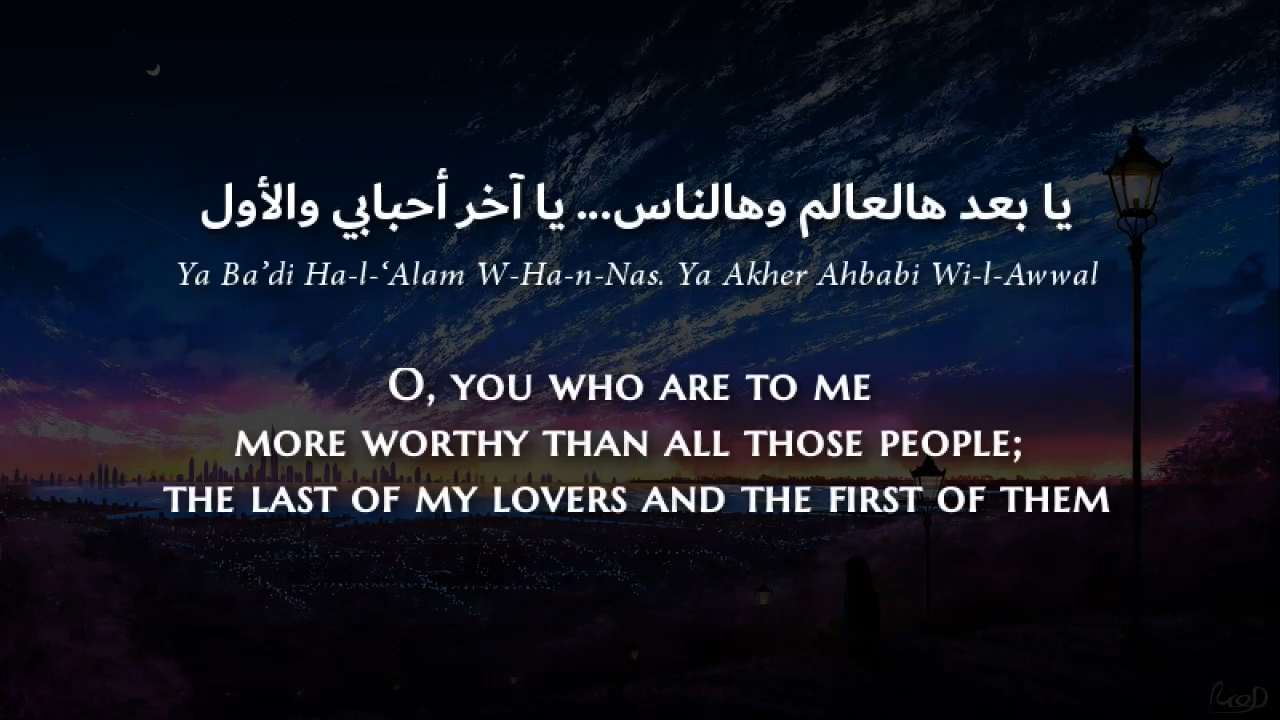 يا بعد هالعالم وهالناس... يا آخر أحبابي والأول
Ya Ba’di Ha-l-‘Alam W-Ha-n-Nas. Ya Akher Ahbabi Wi-l-Awwal
O, YOU WHO ARE TO ME
MORE WORTHY THAN ALL THOSE PEOPLE;
THE LAST OF MY LOVERS AND THE FIRST OF THEM